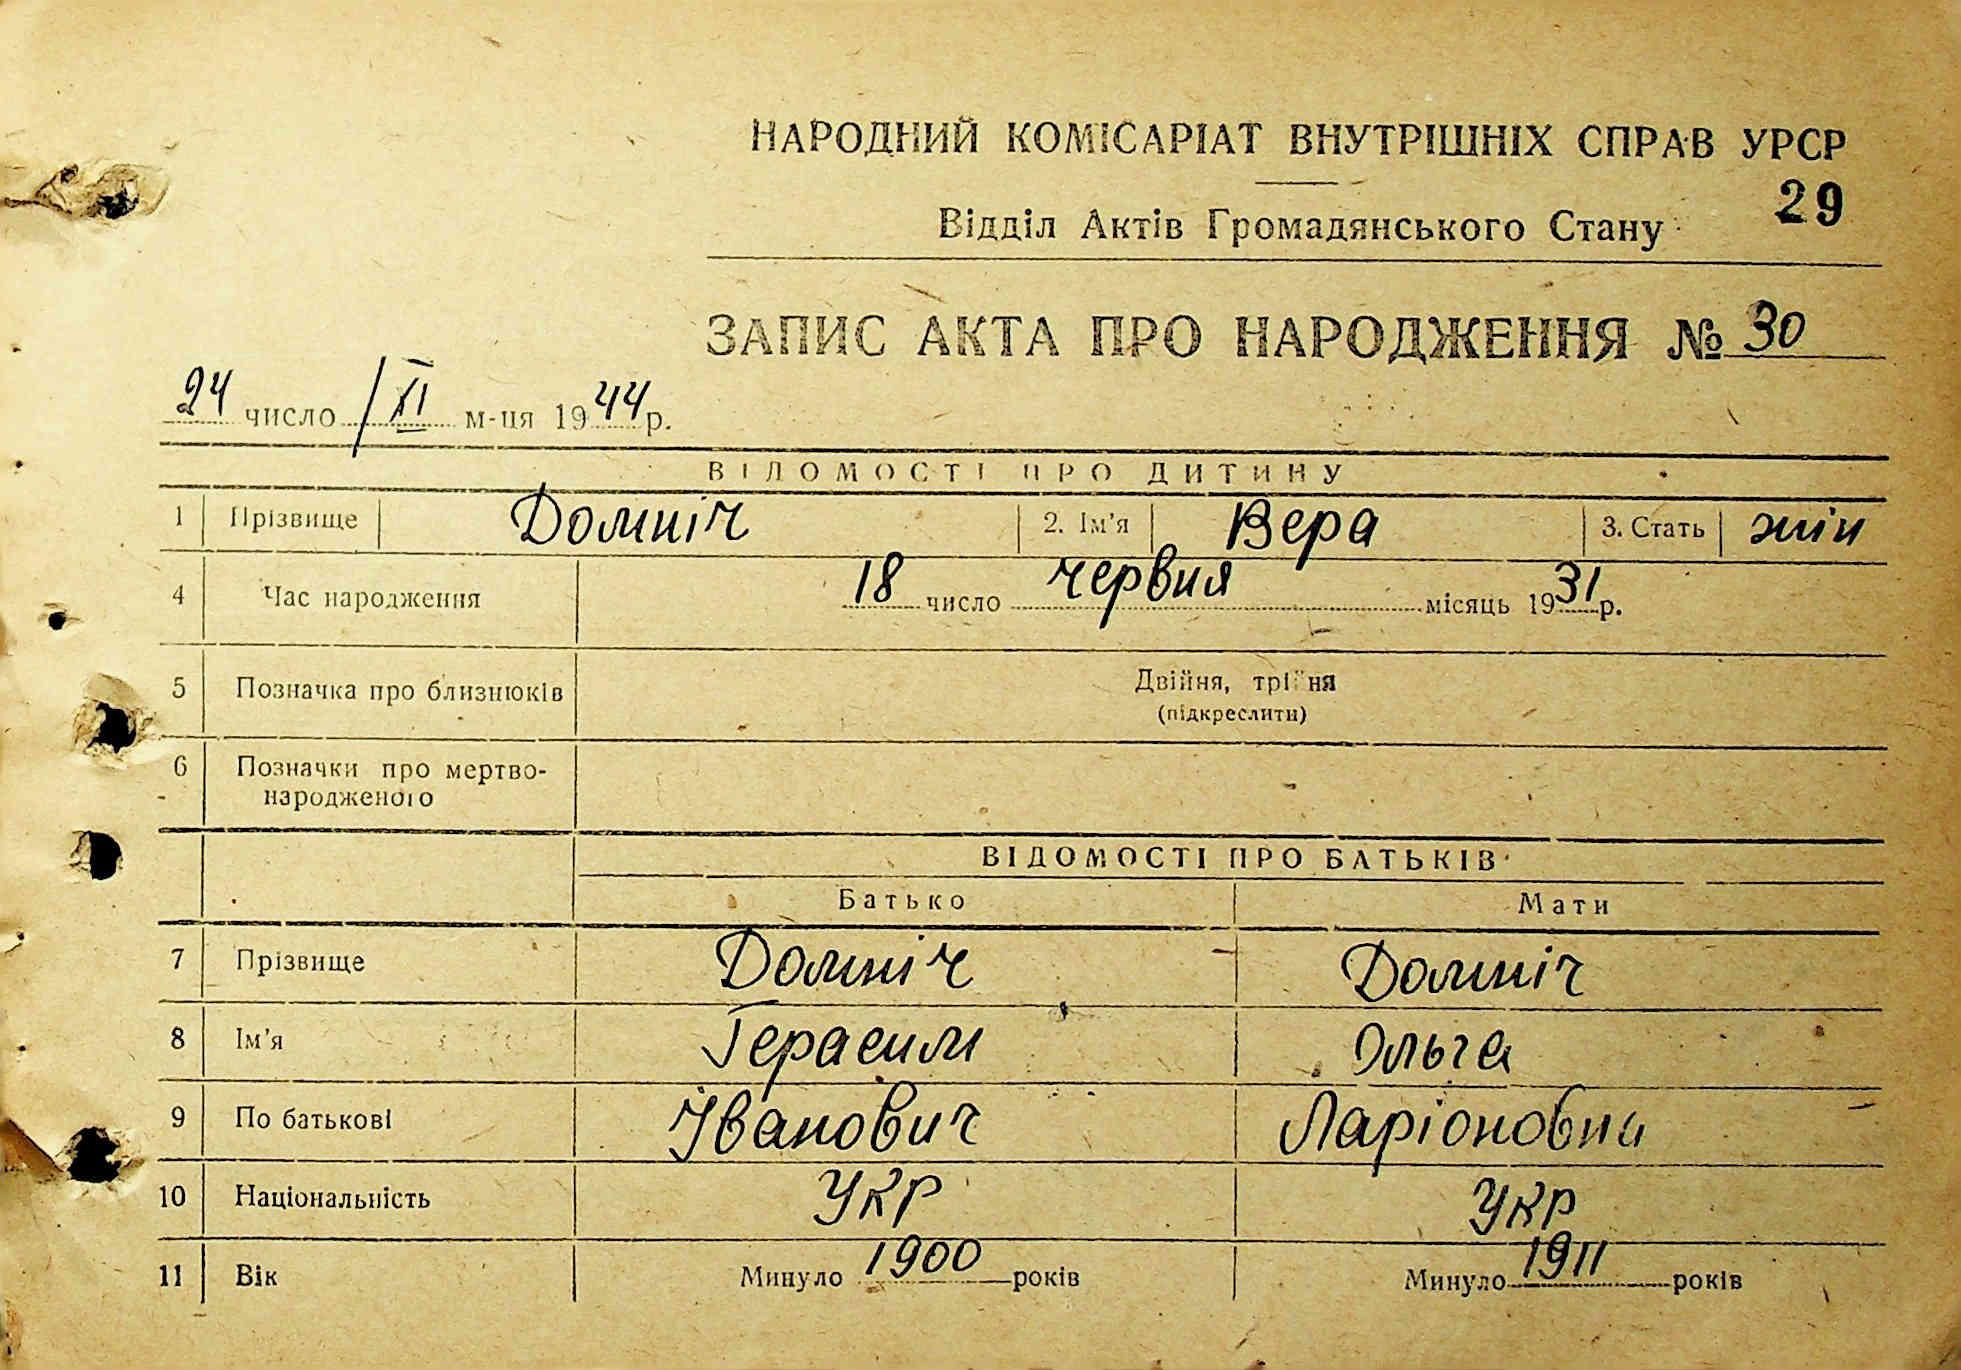 НАРОДНИЙ КОМІСАРІАТ ВНУТРІШНІХ СПРАВ УРСР
29
Відділ Актів Громадянського Стану
ЗАПИС АКТА ПРО НАРОДЖЕННЯ № 30
24 число / XI м-ця 1944 р.
ВІДОМОСТІ ПРО ДИТИНУ
1 Прізвище Домніч 2. Ім'я Вера 3. Стать жін
4 Час народження 18 число червня місяць 1931 р.
5 Позначка про близнюків Двійня, трійня
(підкреслити)
6 Позначки про мертво-
народженого
ВІДОМОСТІ ПРО БАТЬКІВ
Батько Мати
7 Прізвище Домніч Домніч
8 Ім'я Герасим Ольга
9 По батькові Іванович Ларіоновна
10 Національність Укр Укр
11 Вік Минуло 1900 років Минуло 1911 років